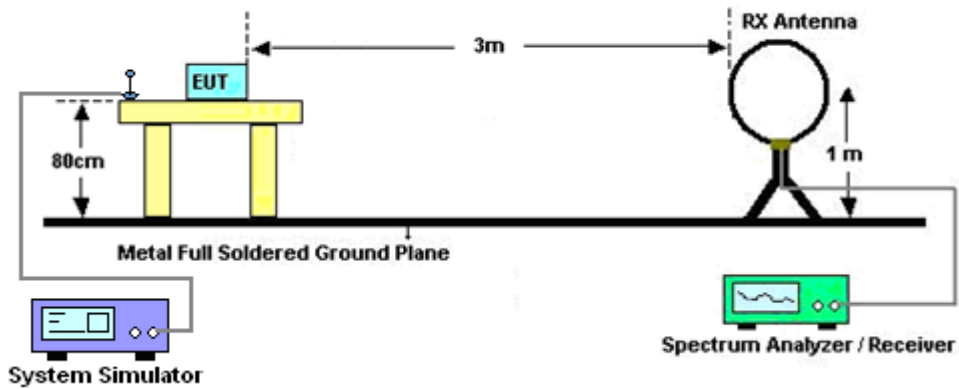 RX Antenna
3m
EUT
80cm
1 m
Metal Full Soldered Ground Plane
Spectrum Analyzer / Receiver
System Simulator